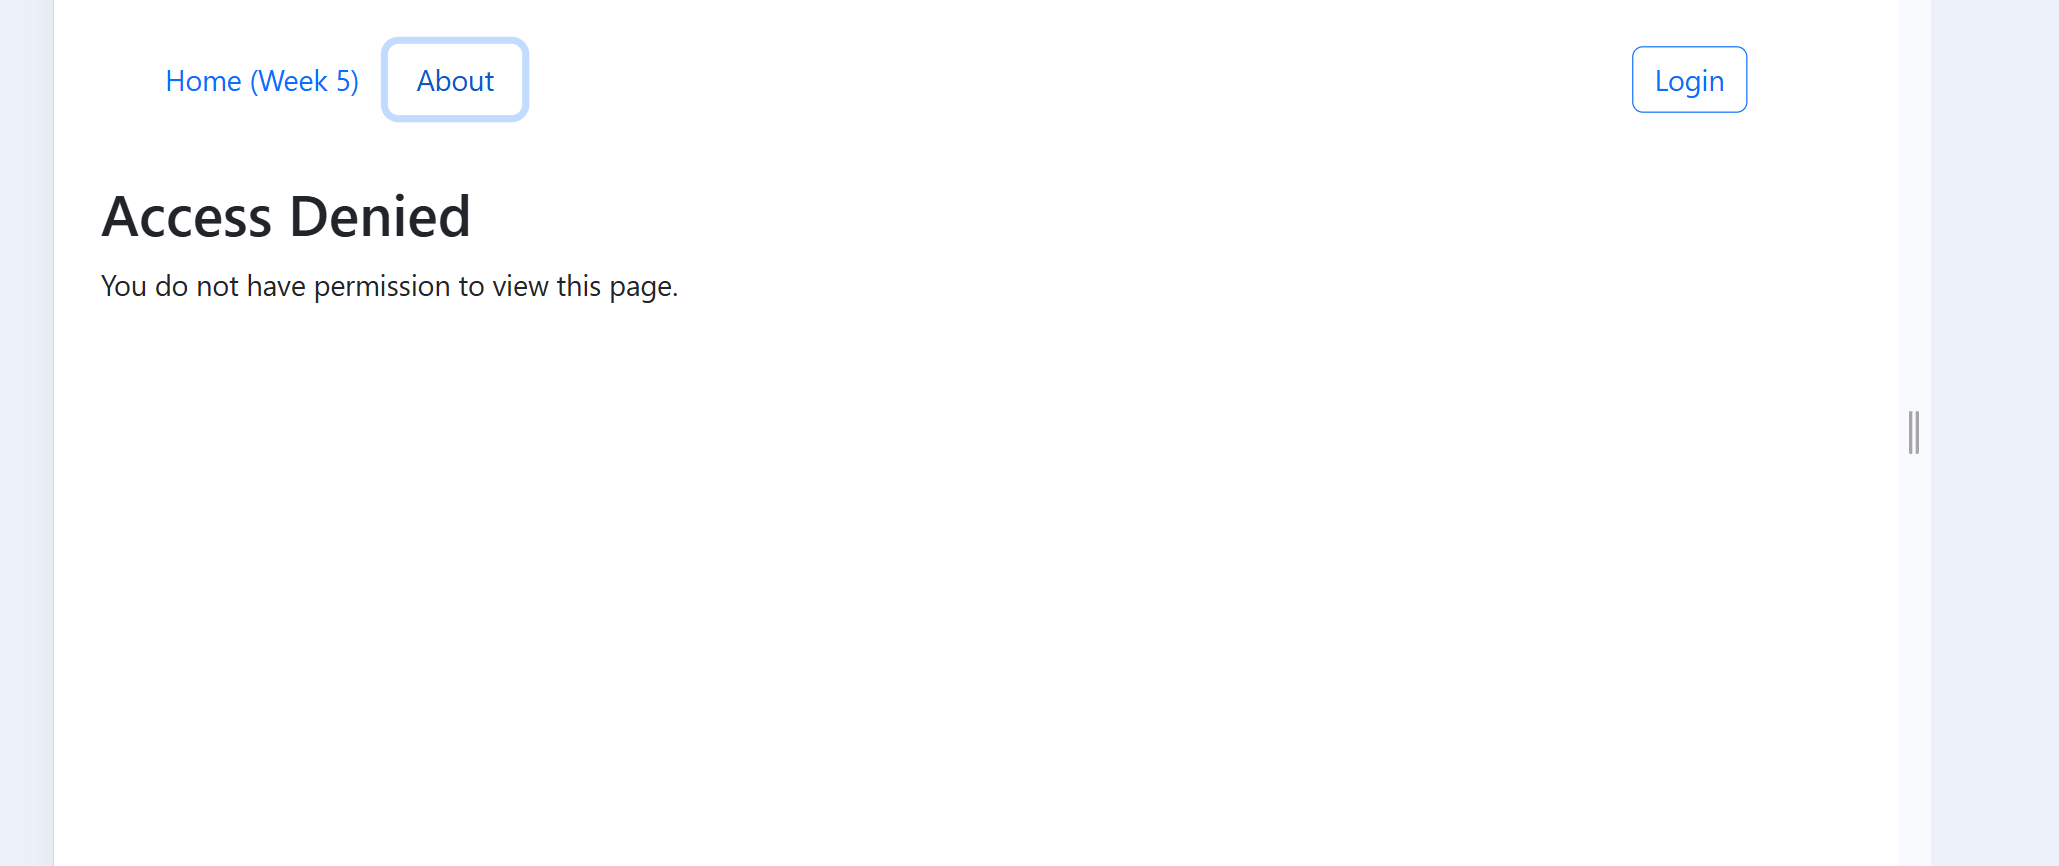 Home (Week 5) About Login
Access Denied
You do not have permission to view this page.